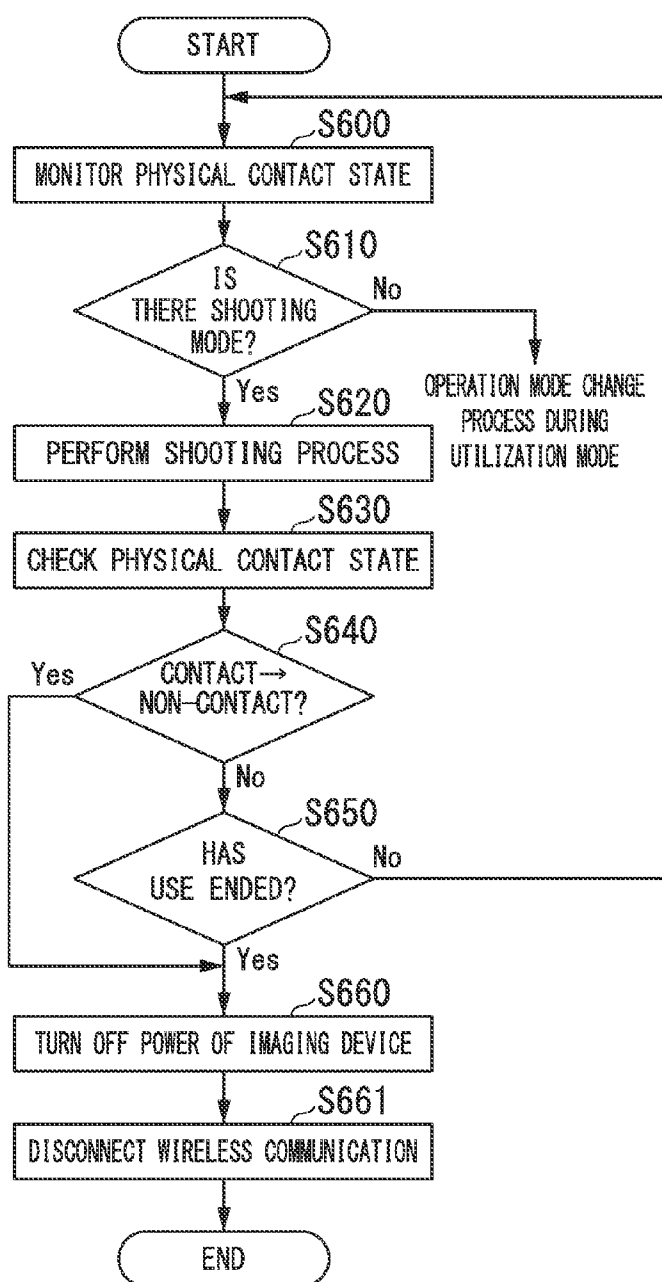 START
S600
MONITOR PHYSICAL CONTACT STATE
S610
IS
THERE SHOOTING
MODE?
No
Yes
OPERATION MODE CHANGE
PROCESS DURING
UTILIZATION MODE
S620
PERFORM SHOOTING PROCESS
S630
CHECK PHYSICAL CONTACT STATE
S640
Yes
CONTACT→
NON-CONTACT?
No
S650
HAS
USE ENDED?
No
Yes
S660
TURN OFF POWER OF IMAGING DEVICE
S661
DISCONNECT WIRELESS COMMUNICATION
END